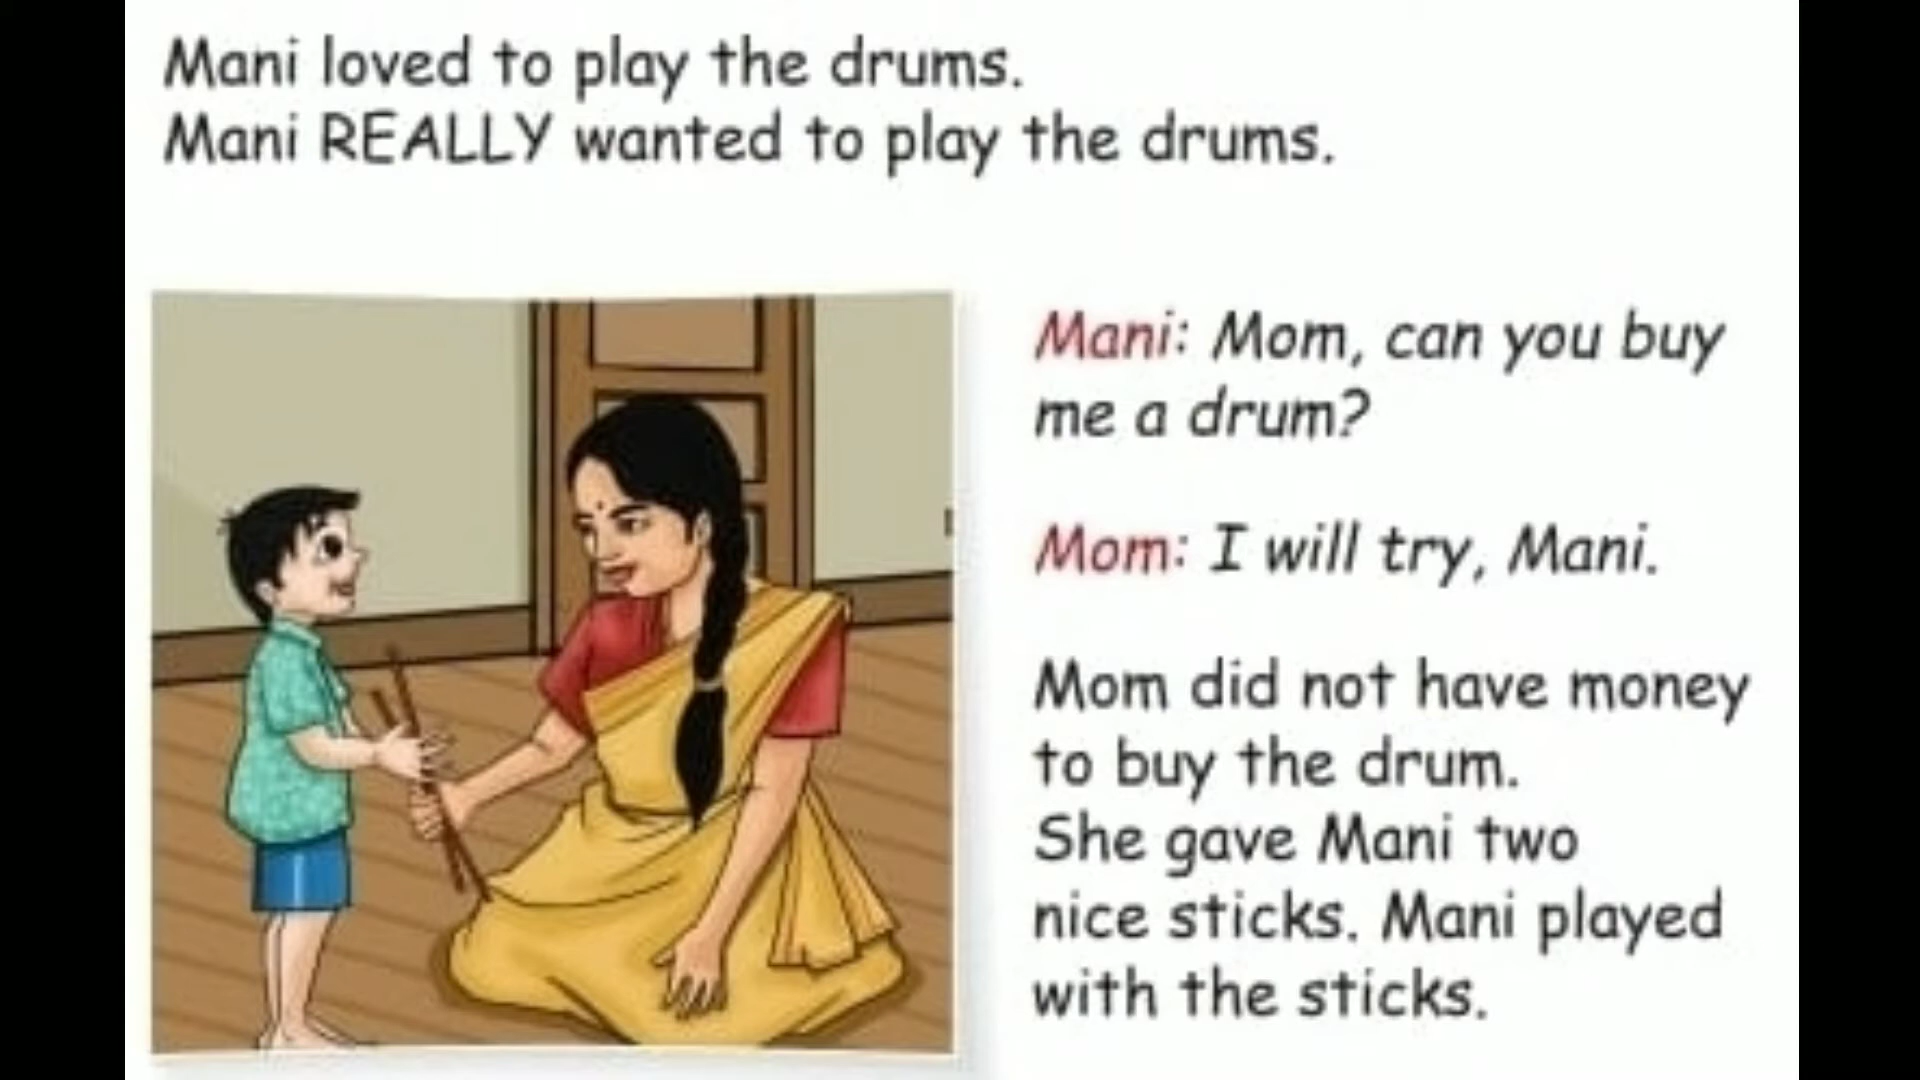 Mani loved to play the drums.
Mani REALLY wanted to play the drums.
Mani: Mom, can you buy
me a drum?
Mom: I will try, Mani.
Mom did not have money
to buy the drum.
She gave Mani two
nice sticks. Mani played
with the sticks.